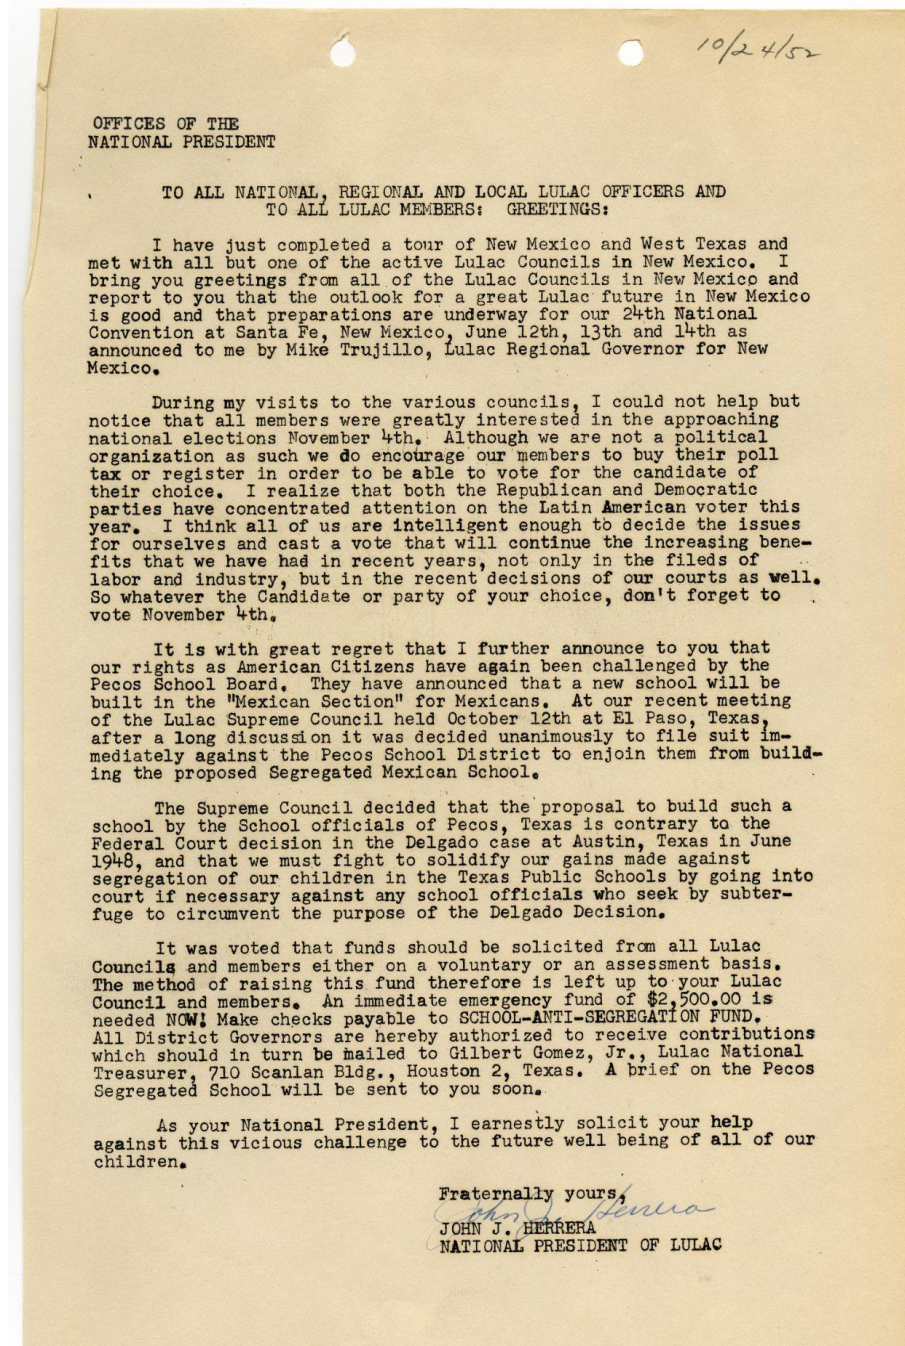 10/24/52
OFFICES OF THE
NATIONAL PRESIDENT
TO ALL NATIONAL, REGIONAL AND LOCAL LULAC OFFICERS AND
TO ALL LULAC MEMBERS: GREETINGS:
I have just completed a tour of New Mexico and West Texas and
met with all but one of the active Lulac Councils in New Mexico. I
bring you greetings from all of the Lulac Councils in New Mexico and
report to you that the outlook for a great Lulac future in New Mexico
is good and that preparations are underway for our 24th National
Convention at Santa Fe, New Mexico, June 12th, 13th and 14th as
announced to me by Mike Trujillo, Lulac Regional Governor for New
Mexico.
During my visits to the various councils, I could not help but
notice that all members were greatly interested in the approaching
national elections November 4th. Although we are not a political
organization as such we do encourage our members to buy their poll
tax or register in order to be able to vote for the candidate of
their choice. I realize that both the Republican and Democratic
parties have concentrated attention on the Latin American voter this
year. I think all of us are intelligent enough to decide the issues
for ourselves and cast a vote that will continue the increasing bene-
fits that we have had in recent years, not only in the fileds of
labor and industry, but in the recent decisions of our courts as well.
So whatever the Candidate or party of your choice, don't forget to
vote November 4th.
It is with great regret that I further announce to you that
our rights as American Citizens have again been challenged by the
Pecos School Board. They have announced that a new school will be
built in the "Mexican Section" for Mexicans. At our recent meeting
of the Lulac Supreme Council held October 12th at El Paso, Texas,
after a long discussion it was decided unanimously to file suit im-
mediately against the Pecos School District to enjoin them from build-
ing the proposed Segregated Mexican School.
The Supreme Council decided that the proposal to build such a
school by the School officials of Pecos, Texas is contrary to the
Federal Court decision in the Delgado case at Austin, Texas in June
1948, and that we must fight to solidify our gains made against
segregation of our children in the Texas Public Schools by going into
court if necessary against any school officials who seek by subter-
fuge to circumvent the purpose of the Delgado Decision.
It was voted that funds should be solicited from all Lulac
Councils and members either on a voluntary or an assessment basis.
The method of raising this fund therefore is left up to your Lulac
Council and members. An immediate emergency fund of $2,500.00 is
needed NOW! Make checks payable to SCHOOL-ANTI-SEGREGATION FUND.
All District Governors are hereby authorized to receive contributions
which should in turn be mailed to Gilbert Gomez, Jr., Lulac National
Treasurer, 710 Scanlan Bldg., Houston 2, Texas. A brief on the Pecos
Segregated School will be sent to you soon.
As your National President, I earnestly solicit your help
against this vicious challenge to the future well being of all of our
children.
Fraternally yours,
John J. Herrera
JOHN J. HERRERA
NATIONAL PRESIDENT OF LULAC